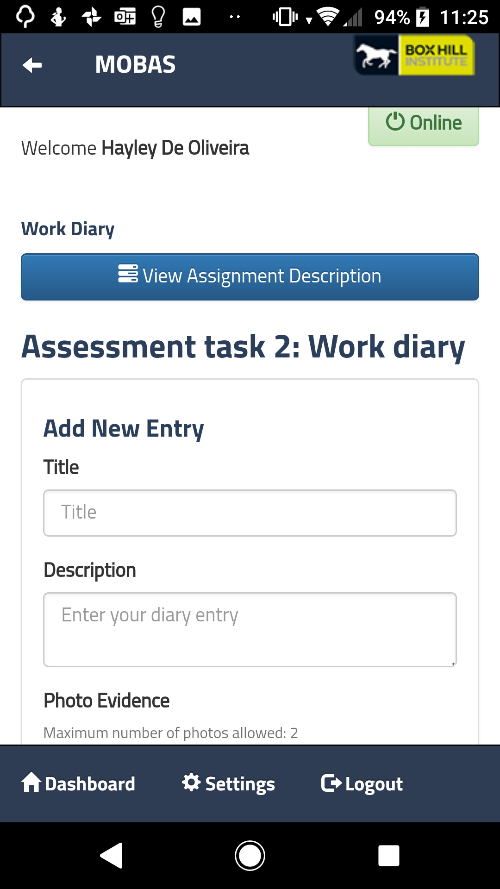 94% 11:25
MOBAS
BOX HILL
INSTITUTE
Online
Welcome Hayley De Oliveira
Work Diary
View Assignment Description
Assessment task 2: Work diary
Add New Entry
Title
Title
Description
Enter your diary entry
Photo Evidence
Maximum number of photos allowed: 2
Dashboard Settings Logout